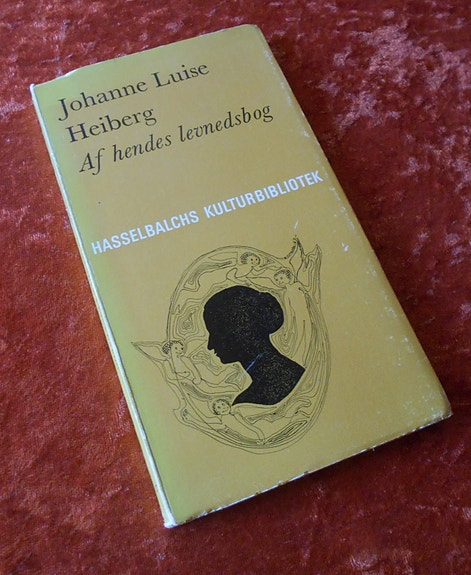 Johanne Luise
Heiberg
Af hendes levnedsbog
HASSELBALCHS KULTURBIBLIOTEK